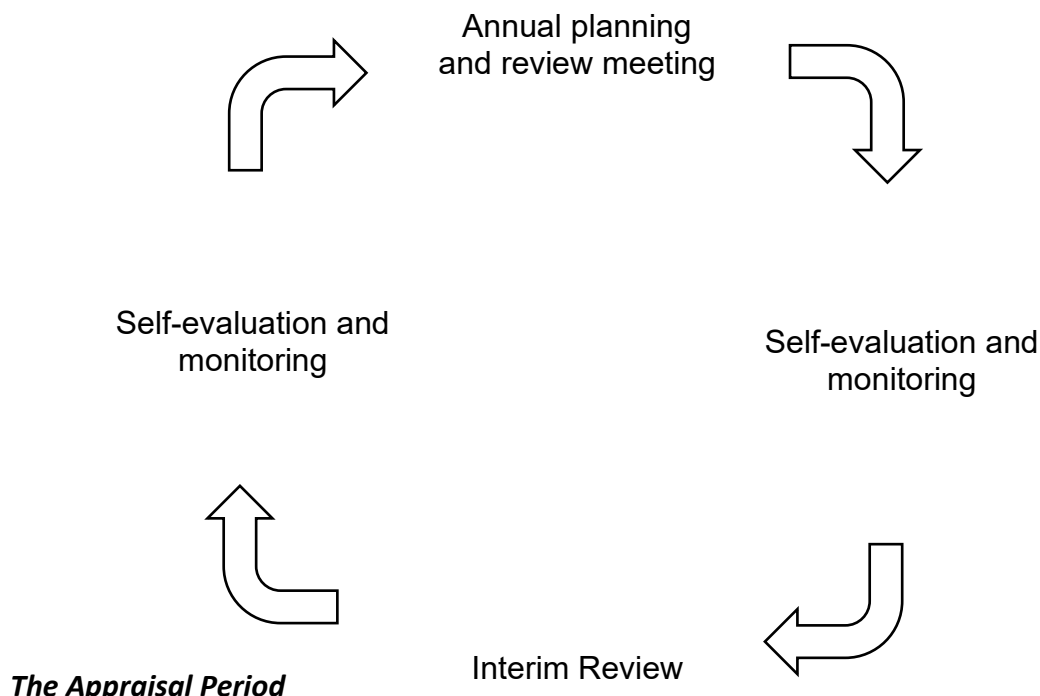 Annual planning
and review meeting
Self-evaluation and
monitoring
Self-evaluation and
monitoring
Interim Review
The Appraisal Period